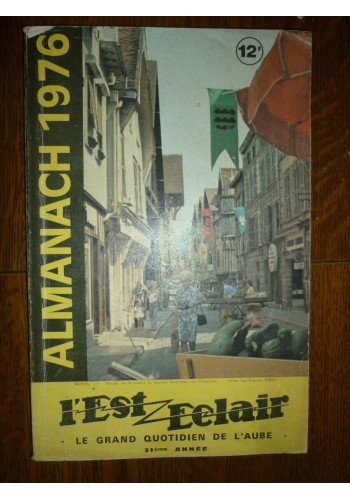 ALMANACH 1976
12F
l'Est Eclair
- LE GRAND QUOTIDIEN DE L'AUBE -
31ème ANNÉE